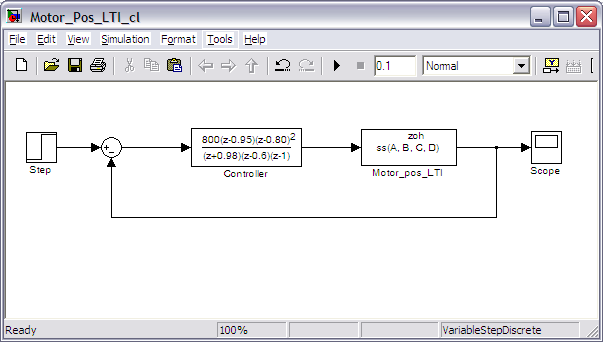 Motor_Pos_LTI_cl
File Edit View Simulation Format Tools Help
0.1 Normal
800(z-0.95)(z-0.80)²
(z+0.98)(z-0.6)(z-1)
zoh
ss(A, B, C, D)
Step
Controller
Motor_pos_LTI
Scope
Ready 100% VariableStepDiscrete